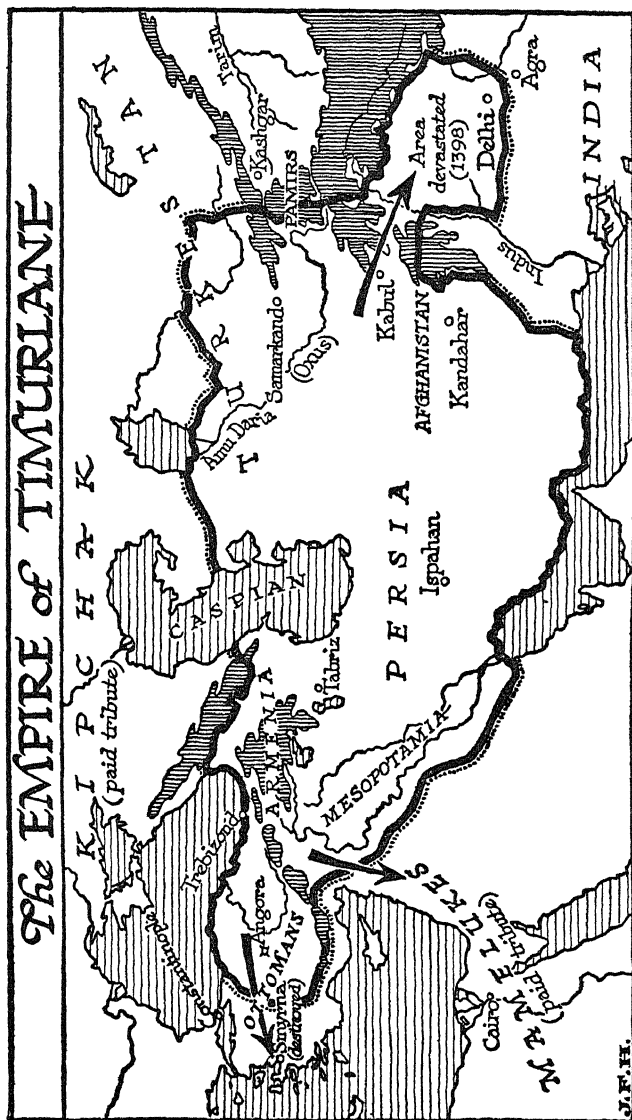 The EMPIRE of TIMURLANE
KIPCHAK
(paid tribute)
TURKESTAN
Tarim
Kashgar
PAMIRS
CASPIAN
Amu Daria
Samarkand
(Oxus)
Constantinople
Trebizond
ARMENIA
Tabriz
Angora
OTTOMANS
Smyrna
(destroyed)
MESOPOTAMIA
PERSIA
Ispahan
Kabul
AFGHANISTAN
Kandahar
Area
devastated
(1398)
Delhi
Agra
Indus
INDIA
MAMELUKES
(paid tribute)
Cairo
J.F.H.